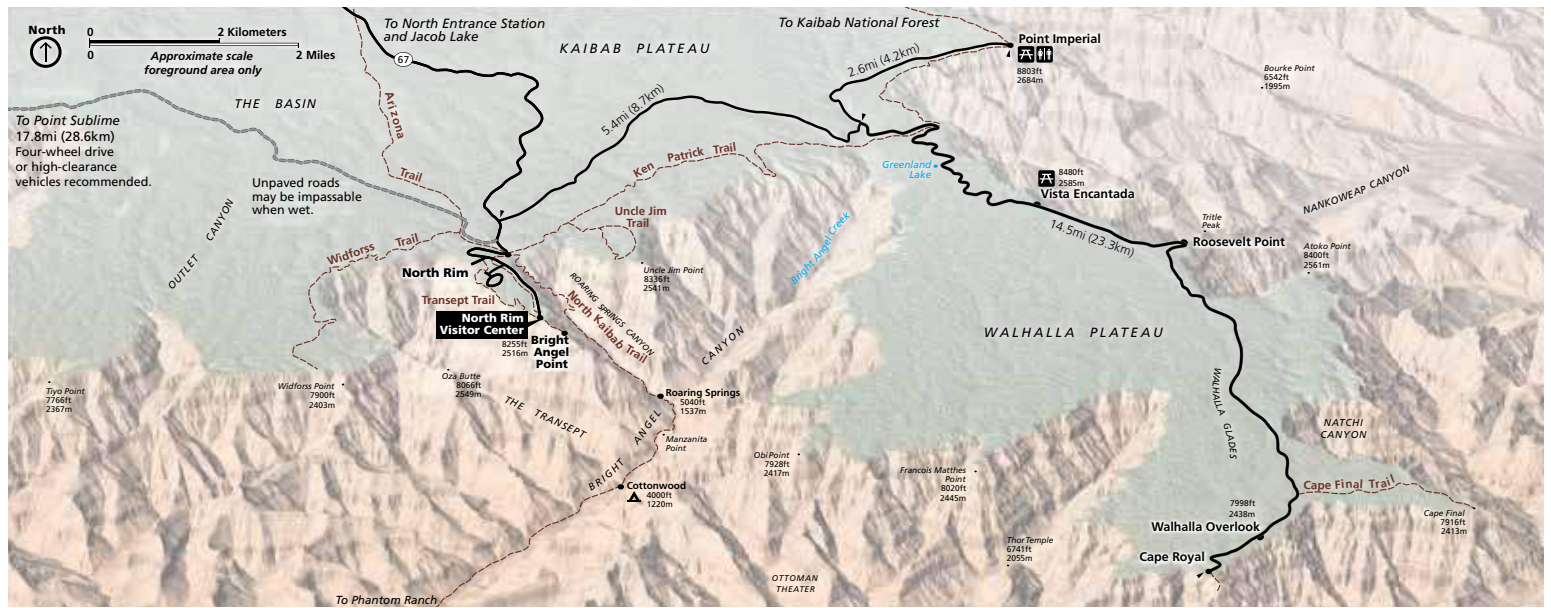 North
0
2 Kilometers
0
2 Miles
Approximate scale
foreground area only
To North Entrance Station
and Jacob Lake
67
KAIBAB PLATEAU
To Kaibab National Forest
Point Imperial
8803ft
2684m
2.6mi (4.2km)
5.4mi (8.7km)
Bourke Point
6542ft
1995m
THE BASIN
Arizona
Trail
To Point Sublime
17.8mi (28.6km)
Four-wheel drive
or high-clearance
vehicles recommended.
Unpaved roads
may be impassable
when wet.
Ken Patrick Trail
Greenland
Lake
8480ft
2585m
Vista Encantada
NANKOWEAP CANYON
Tritle
Peak
14.5mi (23.3km)
Roosevelt Point
Atoko Point
8400ft
2561m
OUTLET CANYON
Widforss Trail
Uncle Jim
Trail
Uncle Jim Point
8336ft
2541m
Bright Angel Creek
North Rim
Transept Trail
ROARING SPRINGS CANYON
North Kaibab Trail
North Rim
Visitor Center
8255ft
2516m
Bright
Angel
Point
WALHALLA PLATEAU
WALHALLA GLADES
Tiyo Point
7766ft
2367m
Widforss Point
7900ft
2403m
Oza Butte
8066ft
2549m
THE TRANSEPT
Roaring Springs
5040ft
1537m
BRIGHT ANGEL CANYON
Manzanita
Point
Obi Point
7928ft
2417m
Francois Matthes
Point
8020ft
2445m
NATCHI
CANYON
Cottonwood
4000ft
1220m
Cape Final Trail
Cape Final
7916ft
2413m
7998ft
2438m
Walhalla Overlook
Cape Royal
Thor Temple
6741ft
2055m
OTTOMAN
THEATER
To Phantom Ranch